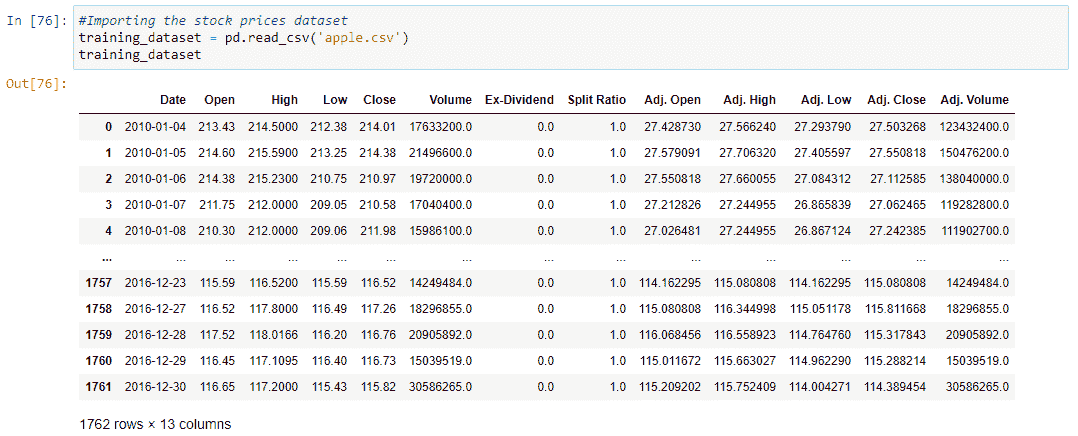 In [76]: #Importing the stock prices dataset
training_dataset = pd.read_csv('apple.csv')
training_dataset
Out[76]:
Date Open High Low Close Volume Ex-Dividend Split Ratio Adj. Open Adj. High Adj. Low Adj. Close Adj. Volume
0 2010-01-04 213.43 214.5000 212.38 214.01 17633200.0 0.0 1.0 27.428730 27.566240 27.293790 27.503268 123432400.0
1 2010-01-05 214.60 215.5900 213.25 214.38 21496600.0 0.0 1.0 27.579091 27.706320 27.405597 27.550818 150476200.0
2 2010-01-06 214.38 215.2300 210.75 210.97 19720000.0 0.0 1.0 27.550818 27.660055 27.084312 27.112585 138040000.0
3 2010-01-07 211.75 212.0000 209.05 210.58 17040400.0 0.0 1.0 27.212826 27.244955 26.865839 27.062465 119282800.0
4 2010-01-08 210.30 212.0000 209.06 211.98 15986100.0 0.0 1.0 27.026481 27.244955 26.867124 27.242385 111902700.0
... ... ... ... ... ... ... ... ... ... ... ... ... ...
1757 2016-12-23 115.59 116.5200 115.59 116.52 14249484.0 0.0 1.0 114.162295 115.080808 114.162295 115.080808 14249484.0
1758 2016-12-27 116.52 117.8000 116.49 117.26 18296855.0 0.0 1.0 115.080808 116.344998 115.051178 115.811668 18296855.0
1759 2016-12-28 117.52 118.0166 116.20 116.76 20905892.0 0.0 1.0 116.068456 116.558923 114.764760 115.317843 20905892.0
1760 2016-12-29 116.45 117.1095 116.40 116.73 15039519.0 0.0 1.0 115.011672 115.663027 114.962290 115.288214 15039519.0
1761 2016-12-30 116.65 117.2000 115.43 115.82 30586265.0 0.0 1.0 115.209202 115.752409 114.004271 114.389454 30586265.0
1762 rows × 13 columns